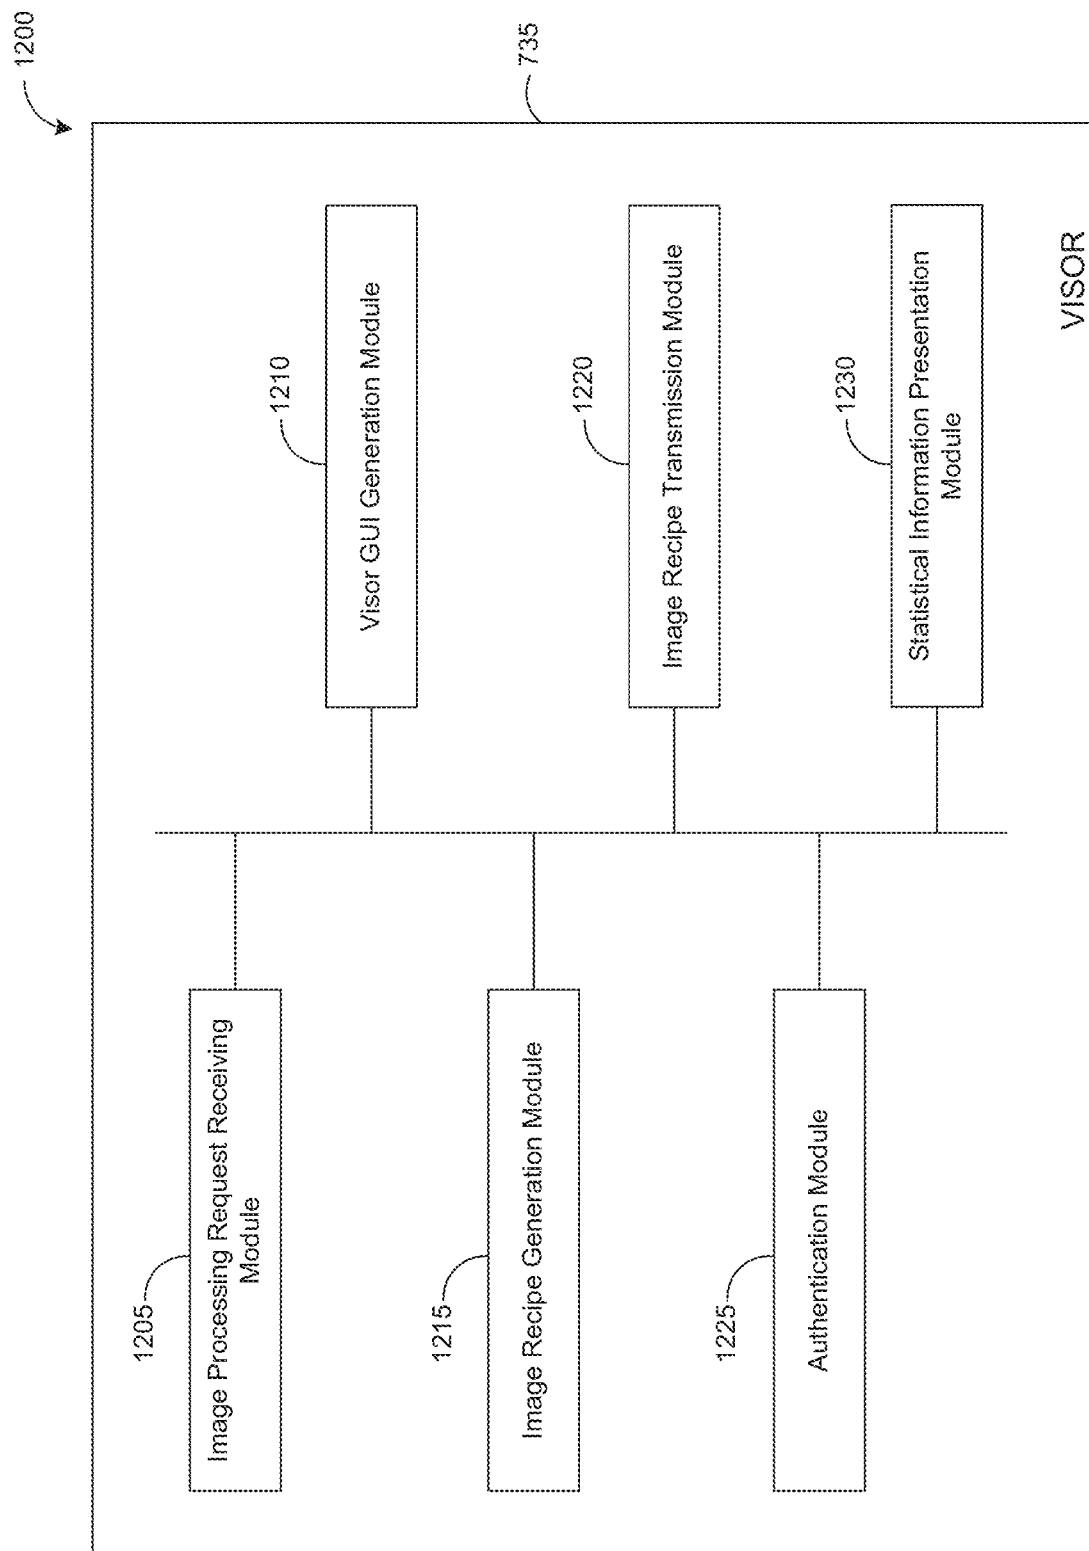 1200
735
1205
Image Processing Request Receiving
Module
1210
Visor GUI Generation Module
1215
Image Recipe Generation Module
1220
Image Recipe Transmission Module
1225
Authentication Module
1230
Statistical Information Presentation
Module
VISOR